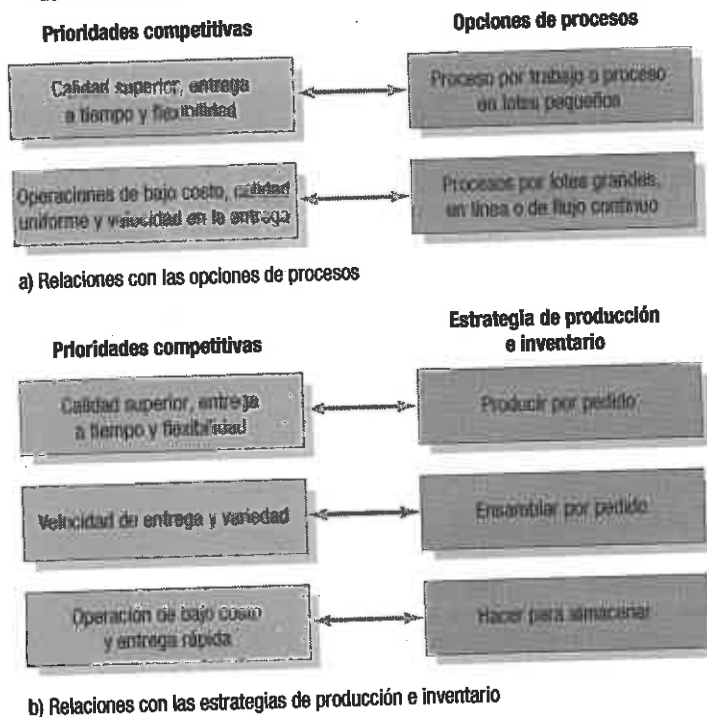 Prioridades competitivas
Opciones de procesos
Calidad superior, entrega
a tiempo y flexibilidad
Proceso por trabajo o proceso
en lotes pequeños
Operaciones de bajo costo, calidad
uniforme y velocidad en la entrega
Procesos por lotes grandes,
en línea o de flujo continuo
a) Relaciones con las opciones de procesos
Prioridades competitivas
Estrategia de producción
e inventario
Calidad superior, entrega
a tiempo y flexibilidad
Producir por pedido
Velocidad de entrega y variedad
Ensamblar por pedido
Operación de bajo costo
y entrega rápida
Hacer para almacenar
b) Relaciones con las estrategias de producción e inventario